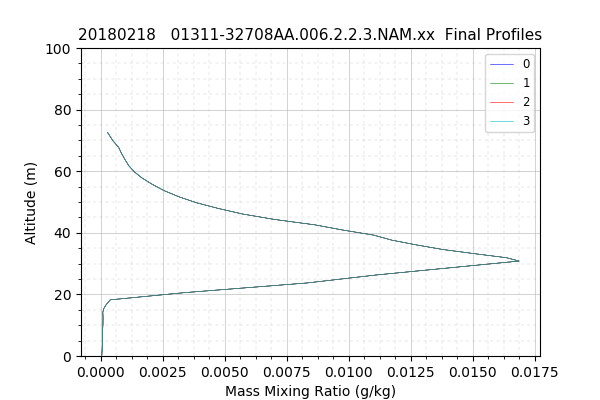 20180218   01311-32708AA.006.2.2.3.NAM.xx  Final Profiles
100
80
60
40
20
0
Altitude (m)
0
1
2
3
0.0000 0.0025 0.0050 0.0075 0.0100 0.0125 0.0150 0.0175
Mass Mixing Ratio (g/kg)